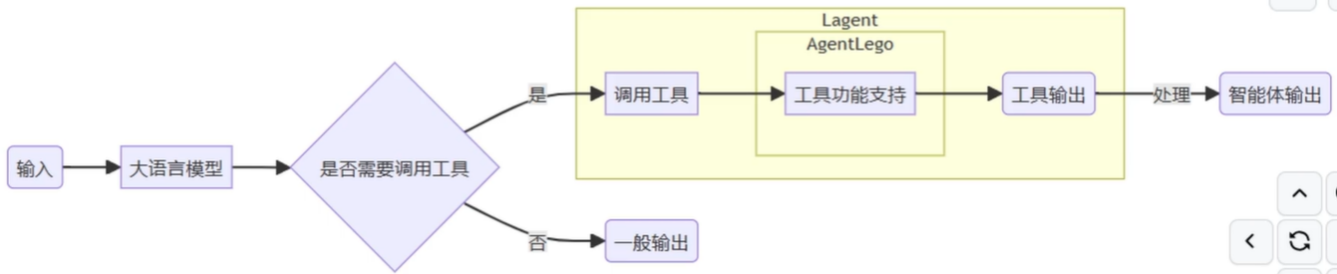 Lagent
AgentLego
输入
大语言模型
是否需要调用工具
是
调用工具
工具功能支持
工具输出
处理
智能体输出
否
一般输出